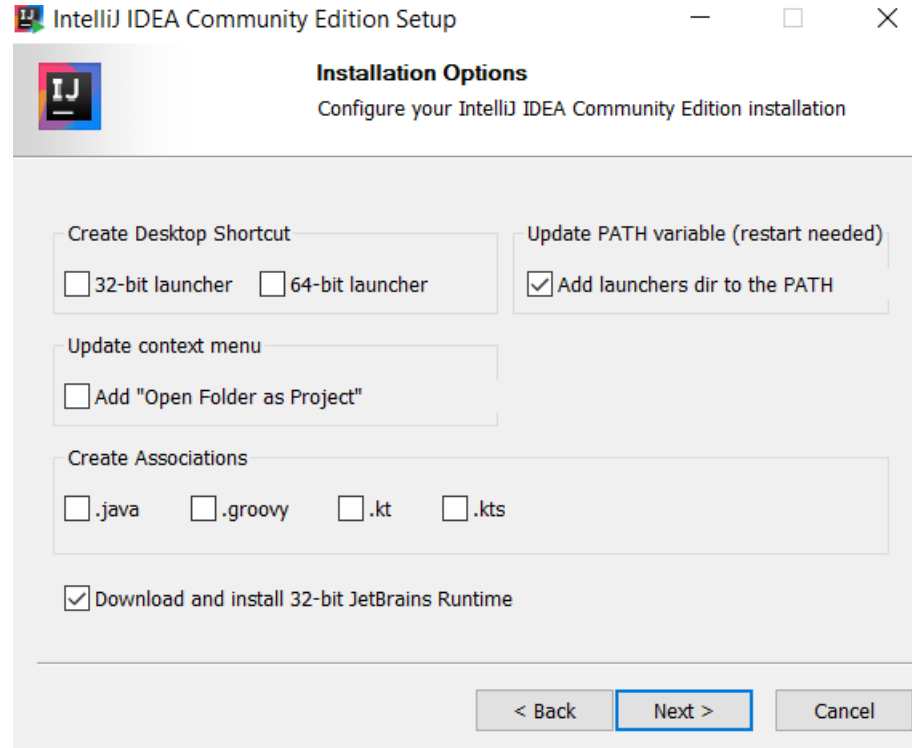 IntelliJ IDEA Community Edition Setup
IJ
Installation Options
Configure your IntelliJ IDEA Community Edition installation
Create Desktop Shortcut
32-bit launcher 64-bit launcher
Update PATH variable (restart needed)
Add launchers dir to the PATH
Update context menu
Add "Open Folder as Project"
Create Associations
.java .groovy .kt .kts
Download and install 32-bit JetBrains Runtime
< Back Next > Cancel